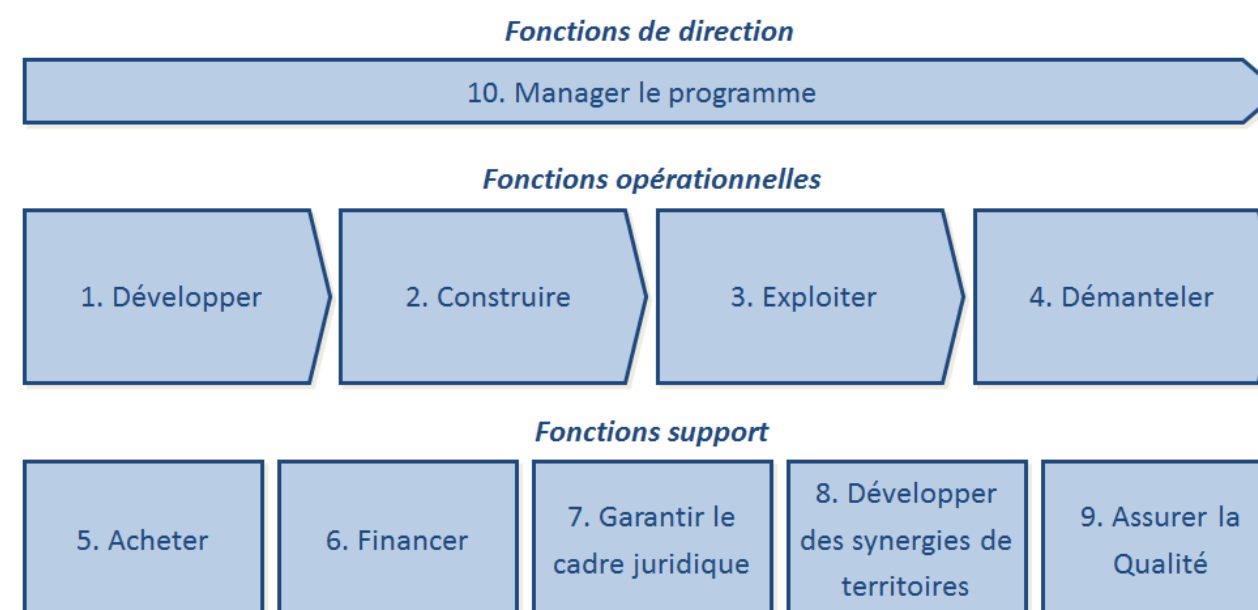 Fonctions de direction
10. Manager le programme
Fonctions opérationnelles
1. Développer
2. Construire
3. Exploiter
4. Démanteler
Fonctions support
5. Acheter
6. Financer
7. Garantir le
cadre juridique
8. Développer
des synergies de
territoires
9. Assurer la
Qualité